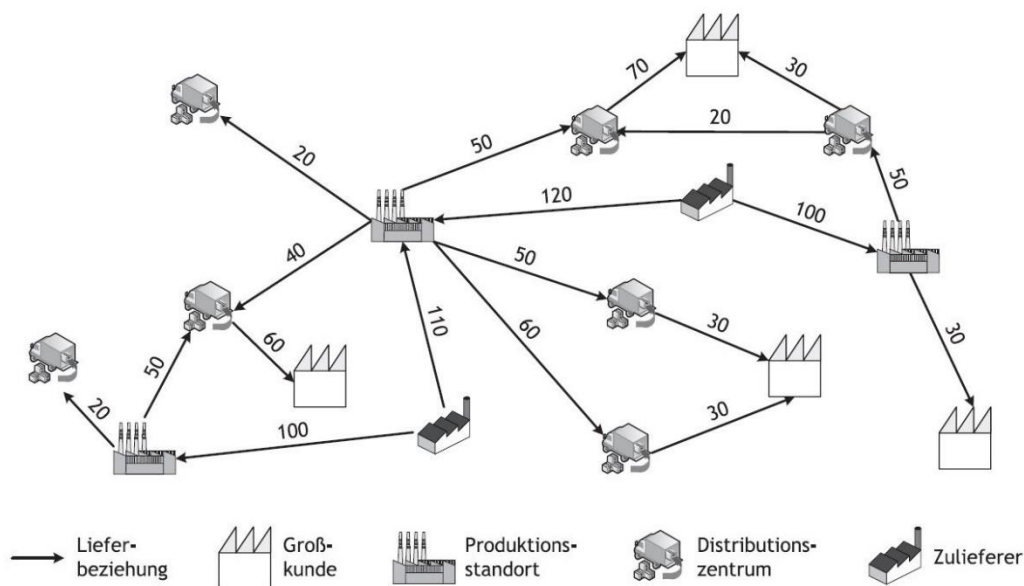 70
30
20
50
20
50
120
100
40
50
110
60
30
30
50
60
20
100
30
Liefer-
beziehung
Groß-
kunde
Produktions-
standort
Distributions-
zentrum
Zulieferer